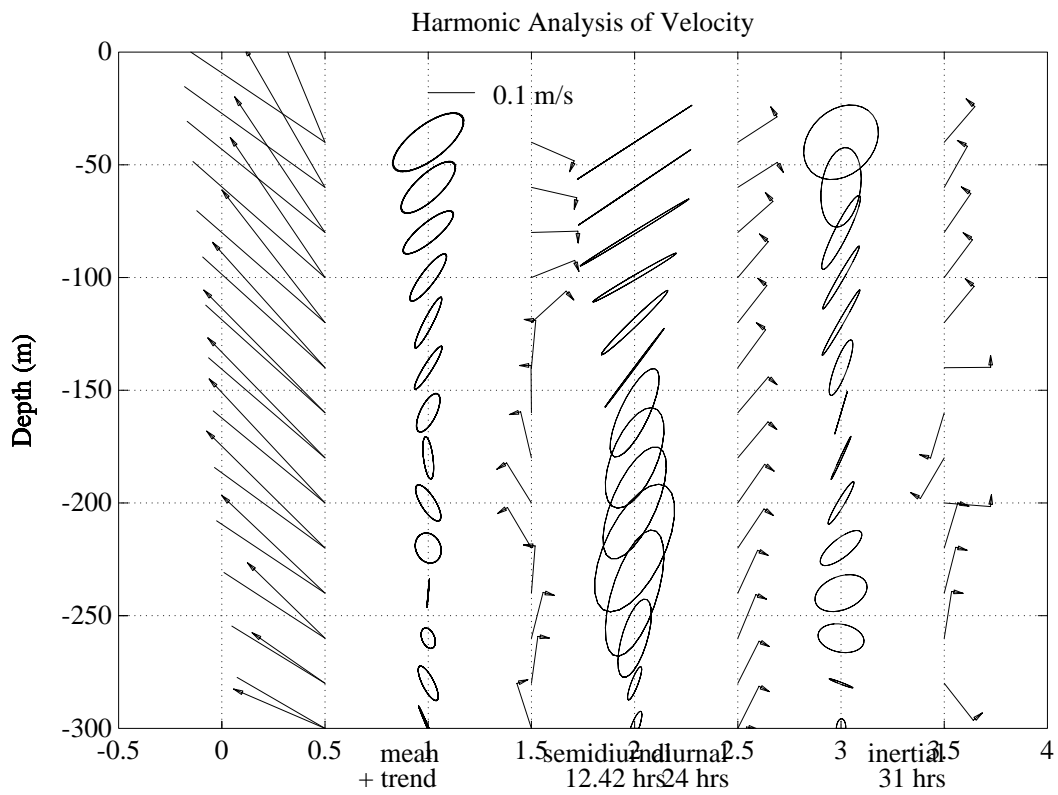 Harmonic Analysis of Velocity
0.1 m/s
Depth (m)
0
-50
-100
-150
-200
-250
-300
-0.5 0 0.5 1 1.5 2 2.5 3 3.5 4
mean semidiurnal diurnal inertial
+ trend 12.42 hrs 24 hrs 31 hrs